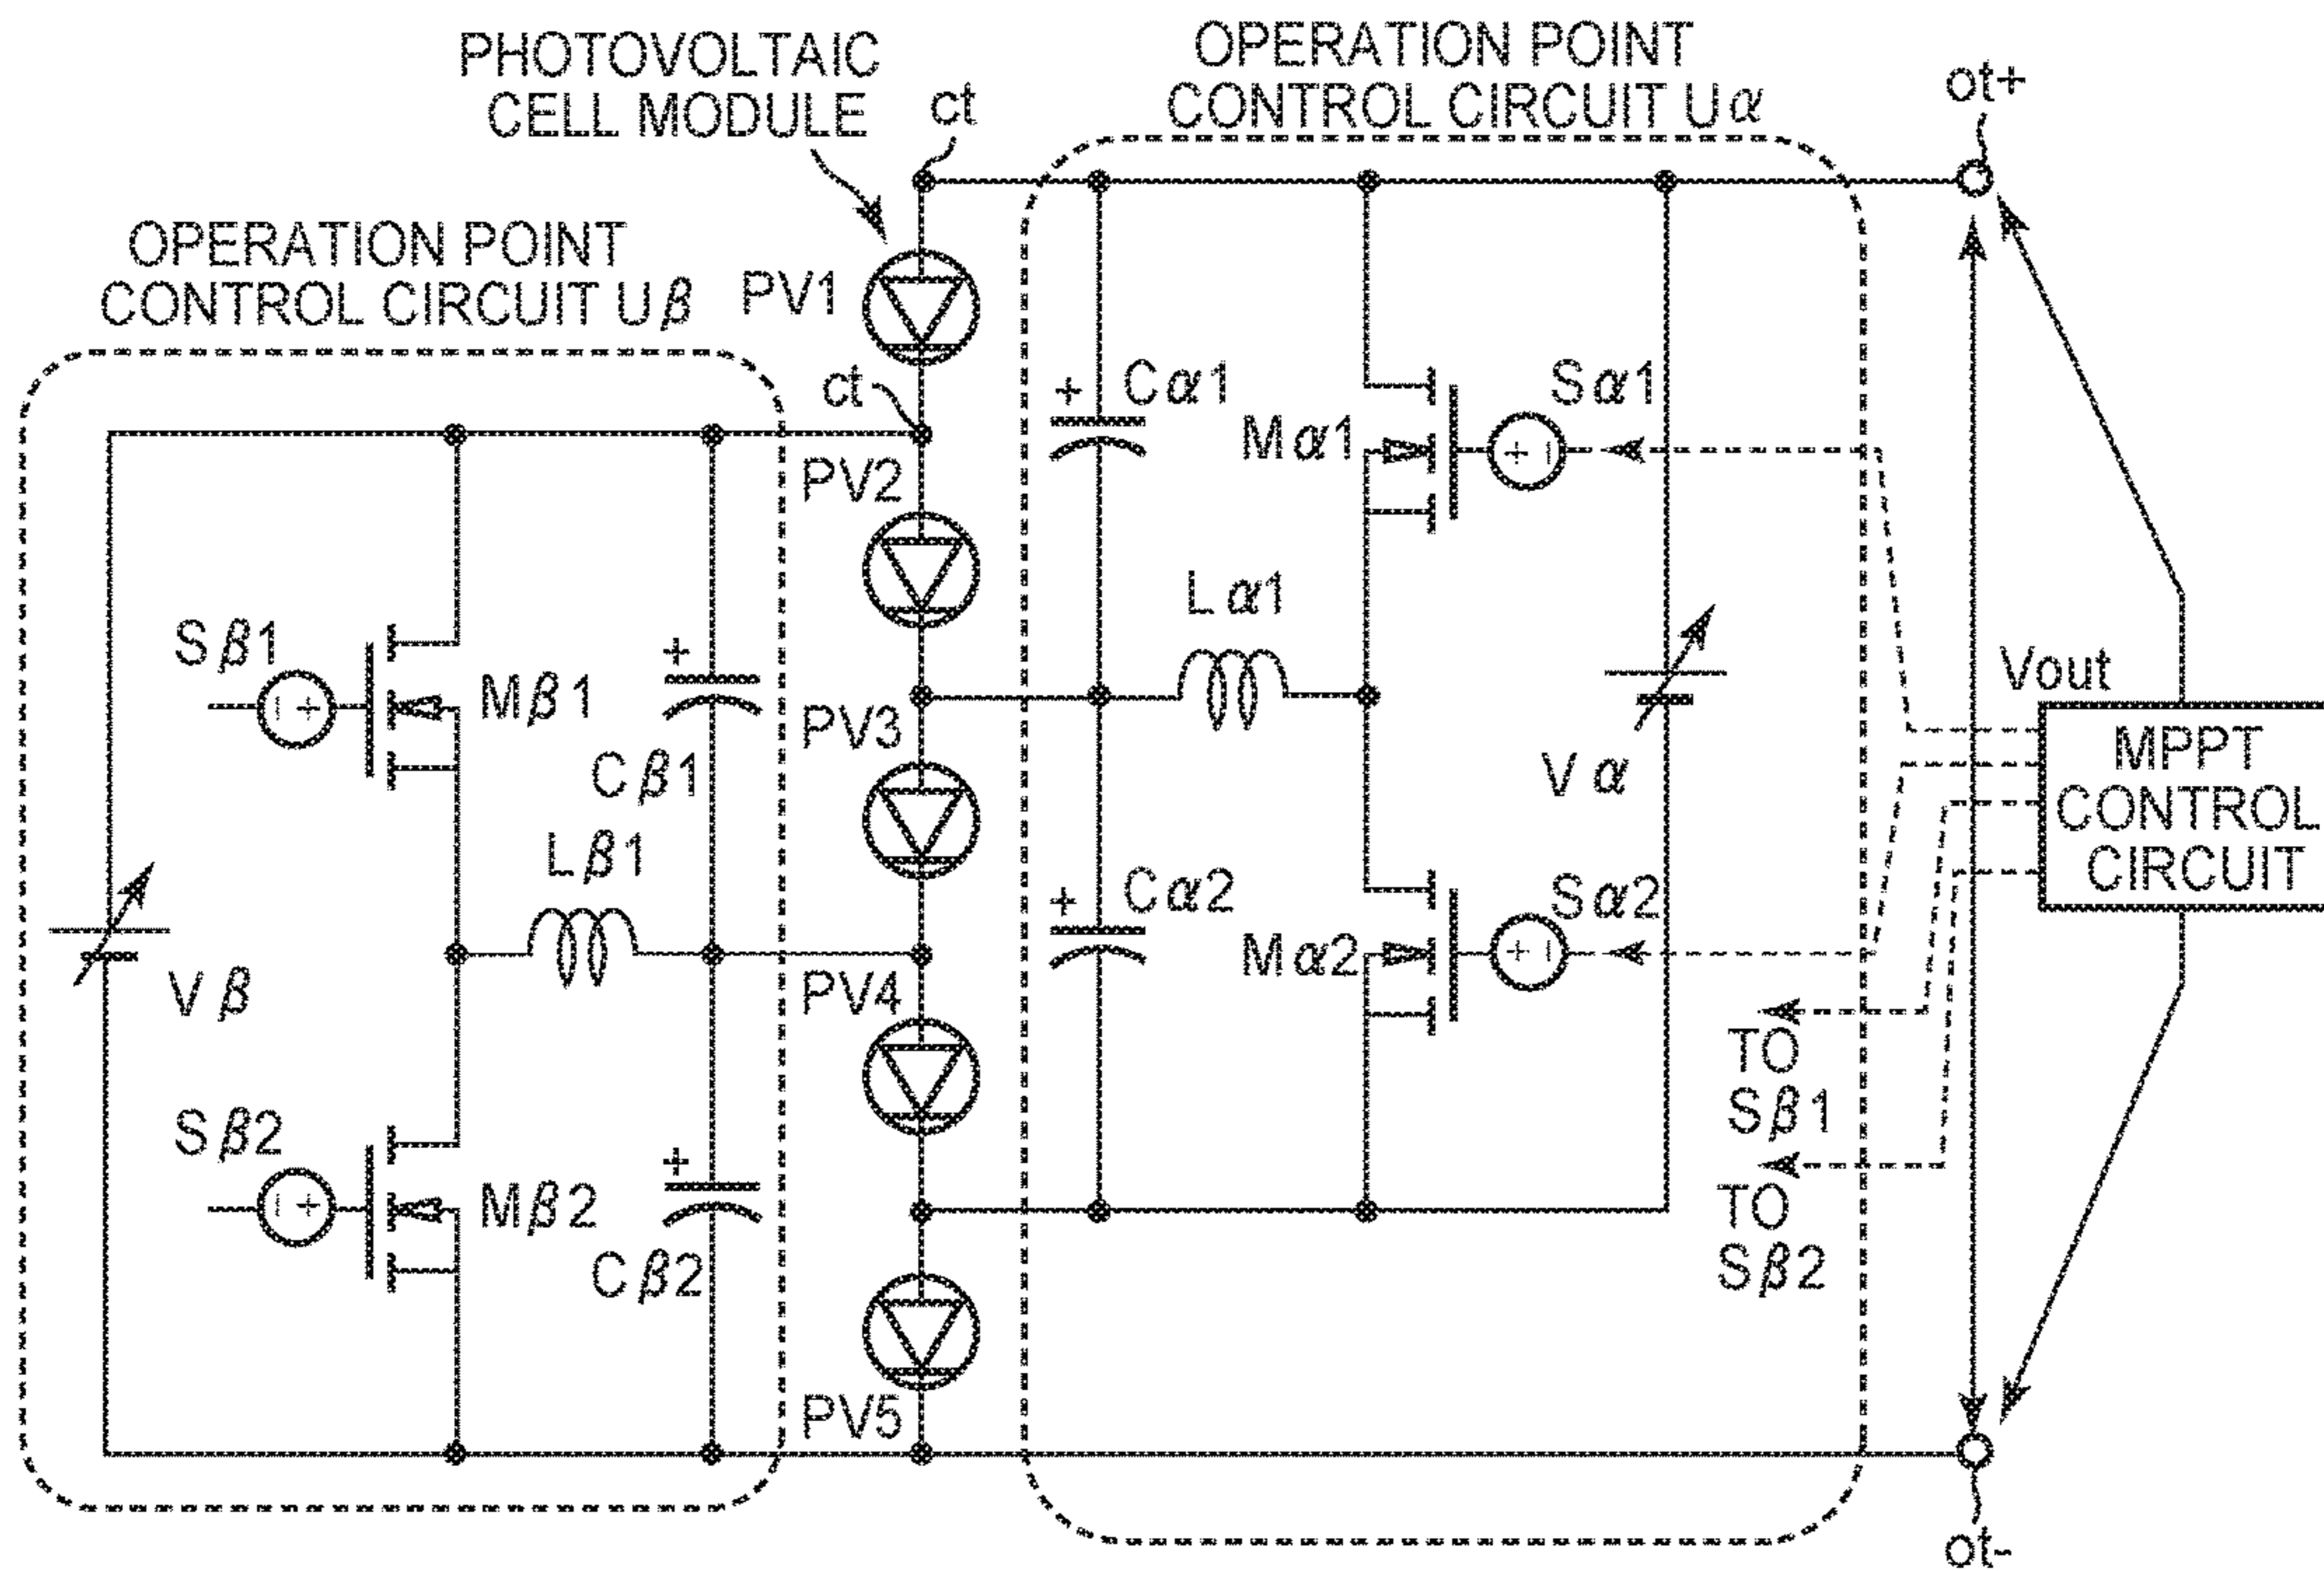 PHOTOVOLTAIC
CELL MODULE
ct
OPERATION POINT
CONTROL CIRCUIT Uα
ot+
OPERATION POINT
CONTROL CIRCUIT Uβ
PV1
ct
+
Cα1
Sα1
Mα1
+ −
PV2
Lα1
Sβ1
− +
Mβ1
+
Cβ1
PV3
Vα
Vout
MPPT
CONTROL
CIRCUIT
Lβ1
+
Cα2
Sα2
Mα2
+ −
Vβ
PV4
TO
Sβ1
Sβ2
− +
Mβ2
+
Cβ2
TO
Sβ2
PV5
ot-